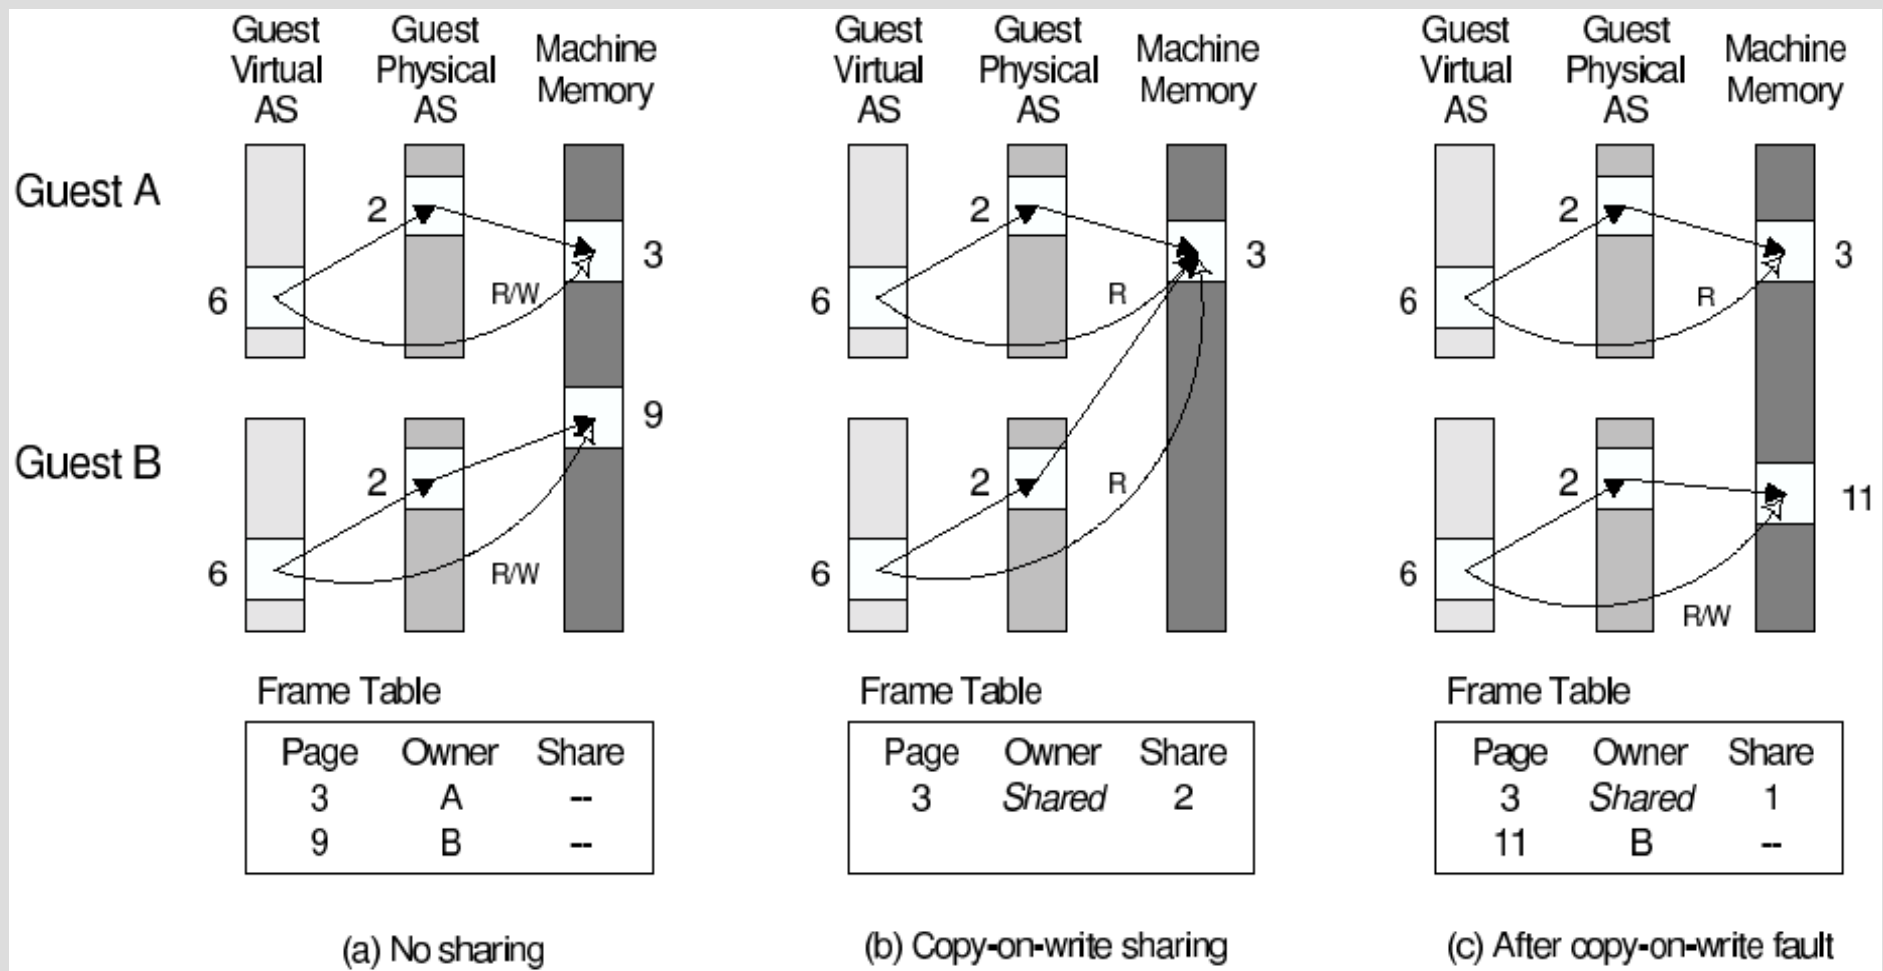 Guest Virtual AS
Guest Physical AS
Machine Memory
Guest Virtual AS
Guest Physical AS
Machine Memory
Guest Virtual AS
Guest Physical AS
Machine Memory
Guest A
2
3
6
R/W
2
3
6
R
2
3
6
R
Guest B
9
2
6
R/W
2
R
6
2
11
6
R/W
Frame Table
Page Owner Share
3 A --
9 B --
(a) No sharing
Frame Table
Page Owner Share
3 Shared 2
(b) Copy-on-write sharing
Frame Table
Page Owner Share
3 Shared 1
11 B --
(c) After copy-on-write fault